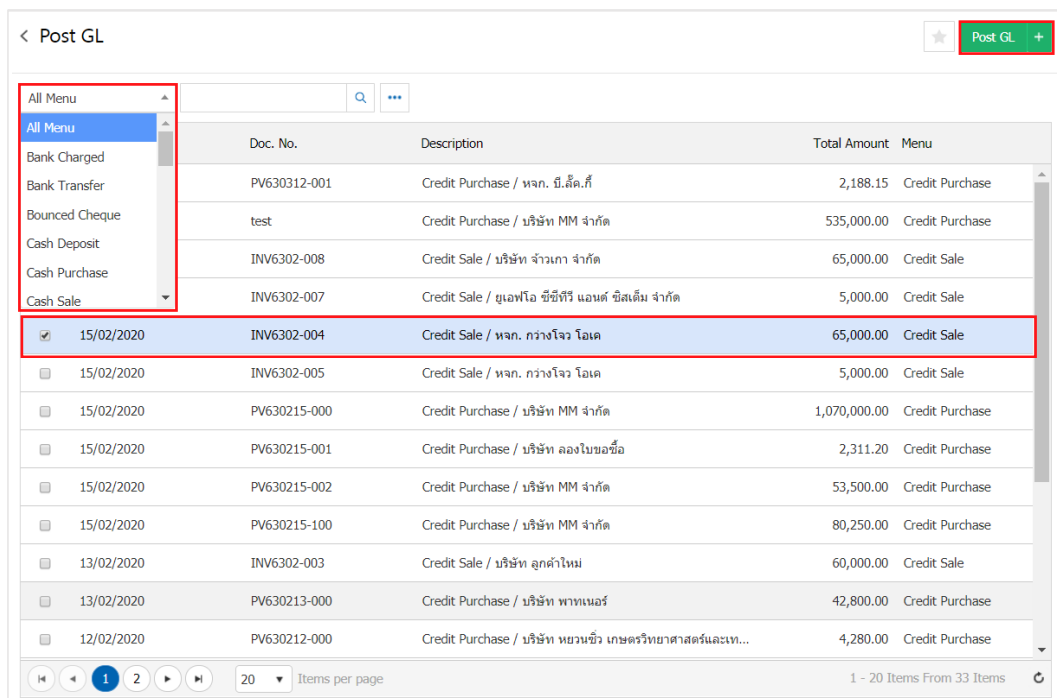 Post GL
Post GL +
All Menu
All Menu
Bank Charged
Bank Transfer
Bounced Cheque
Cash Deposit
Cash Purchase
Cash Sale
Doc. No. Description Total Amount Menu
PV630312-001 Credit Purchase / หจก. บี.ลั๊ค.กี้ 2,188.15 Credit Purchase
test Credit Purchase / บริษัท MM จำกัด 535,000.00 Credit Purchase
INV6302-008 Credit Sale / บริษัท จ้าวเกา จำกัด 65,000.00 Credit Sale
INV6302-007 Credit Sale / ยูเอฟโอ ซีซีทีวี แอนด์ ซิสเต็ม จำกัด 5,000.00 Credit Sale
15/02/2020 INV6302-004 Credit Sale / หจก. กว่างโจว โอเค 65,000.00 Credit Sale
15/02/2020 INV6302-005 Credit Sale / หจก. กว่างโจว โอเค 5,000.00 Credit Sale
15/02/2020 PV630215-000 Credit Purchase / บริษัท MM จำกัด 1,070,000.00 Credit Purchase
15/02/2020 PV630215-001 Credit Purchase / บริษัท ลองใบขอซื้อ 2,311.20 Credit Purchase
15/02/2020 PV630215-002 Credit Purchase / บริษัท MM จำกัด 53,500.00 Credit Purchase
15/02/2020 PV630215-100 Credit Purchase / บริษัท MM จำกัด 80,250.00 Credit Purchase
13/02/2020 INV6302-003 Credit Sale / บริษัท ลูกค้าใหม่ 60,000.00 Credit Sale
13/02/2020 PV630213-000 Credit Purchase / บริษัท พาทเนอร์ 42,800.00 Credit Purchase
12/02/2020 PV630212-000 Credit Purchase / บริษัท หยวนชิ่ว เกษตรวิทยาศาสตร์และเท... 4,280.00 Credit Purchase
1 2 20 Items per page 1 - 20 Items From 33 Items